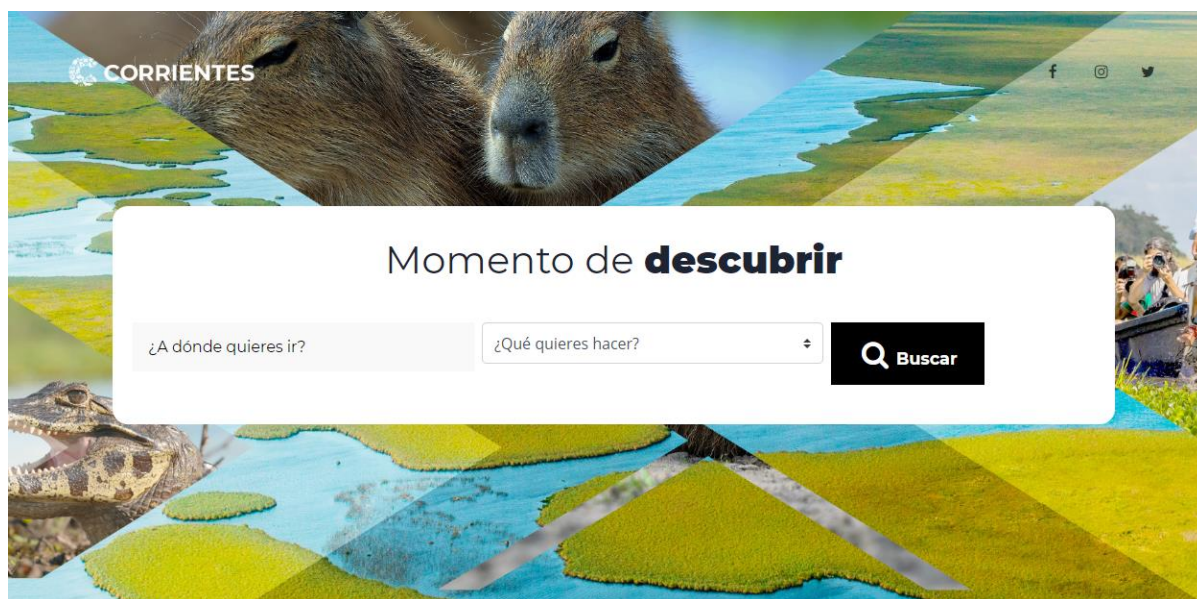 CORRIENTES
Momento de descubrir
¿A dónde quieres ir?
¿Qué quieres hacer?
Buscar